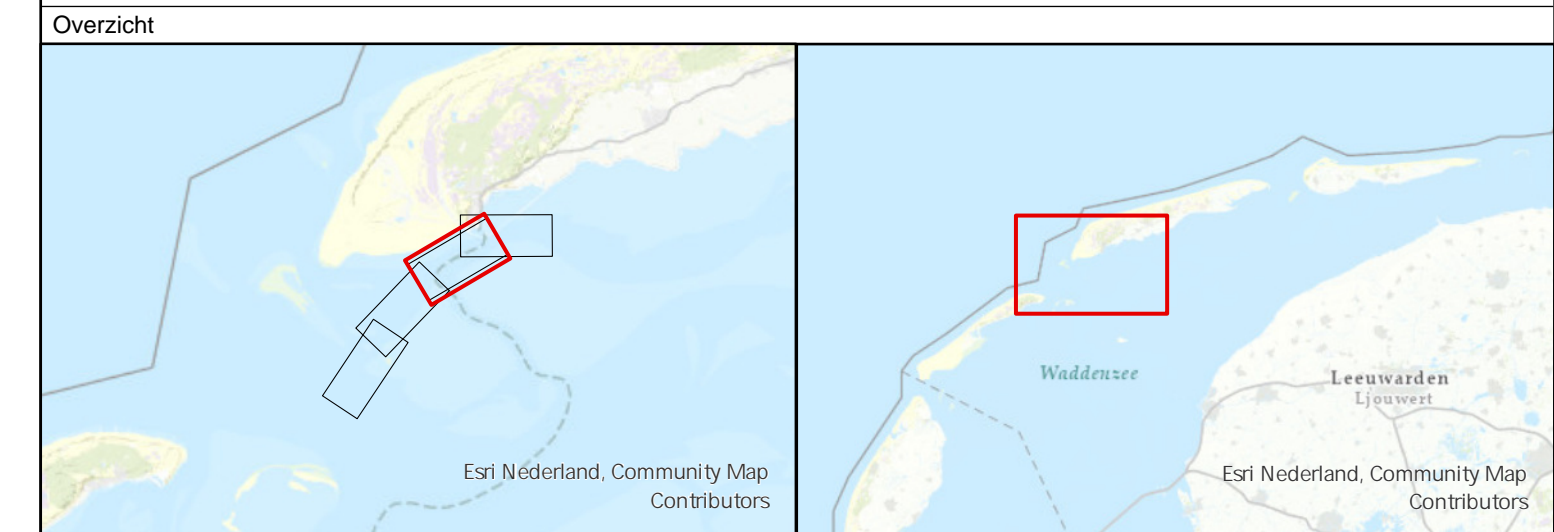 Overzicht
Esri Nederland, Community Map
Contributors
Waddenzee
Leeuwarden
Ljouwert
Esri Nederland, Community Map
Contributors